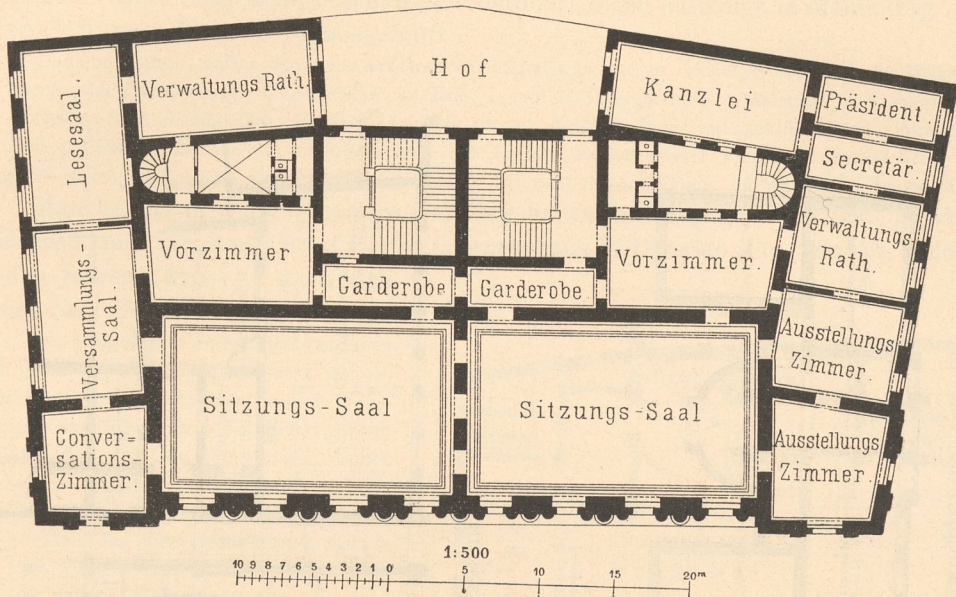 Hof
Lesesaal.
Verwaltungs Rath.
Kanzlei
Präsident.
Secretär.
Verwaltungs-
Rath.
Vorzimmer
Vorzimmer.
Garderobe
Garderobe.
Versammlungs-
Saal.
Ausstellungs
Zimmer.
Sitzungs-Saal
Sitzungs-Saal
Conver=
sations-
Zimmer.
Ausstellungs
Zimmer.
1:500
10 9 8 7 6 5 4 3 2 1 0 5 10 15 20m